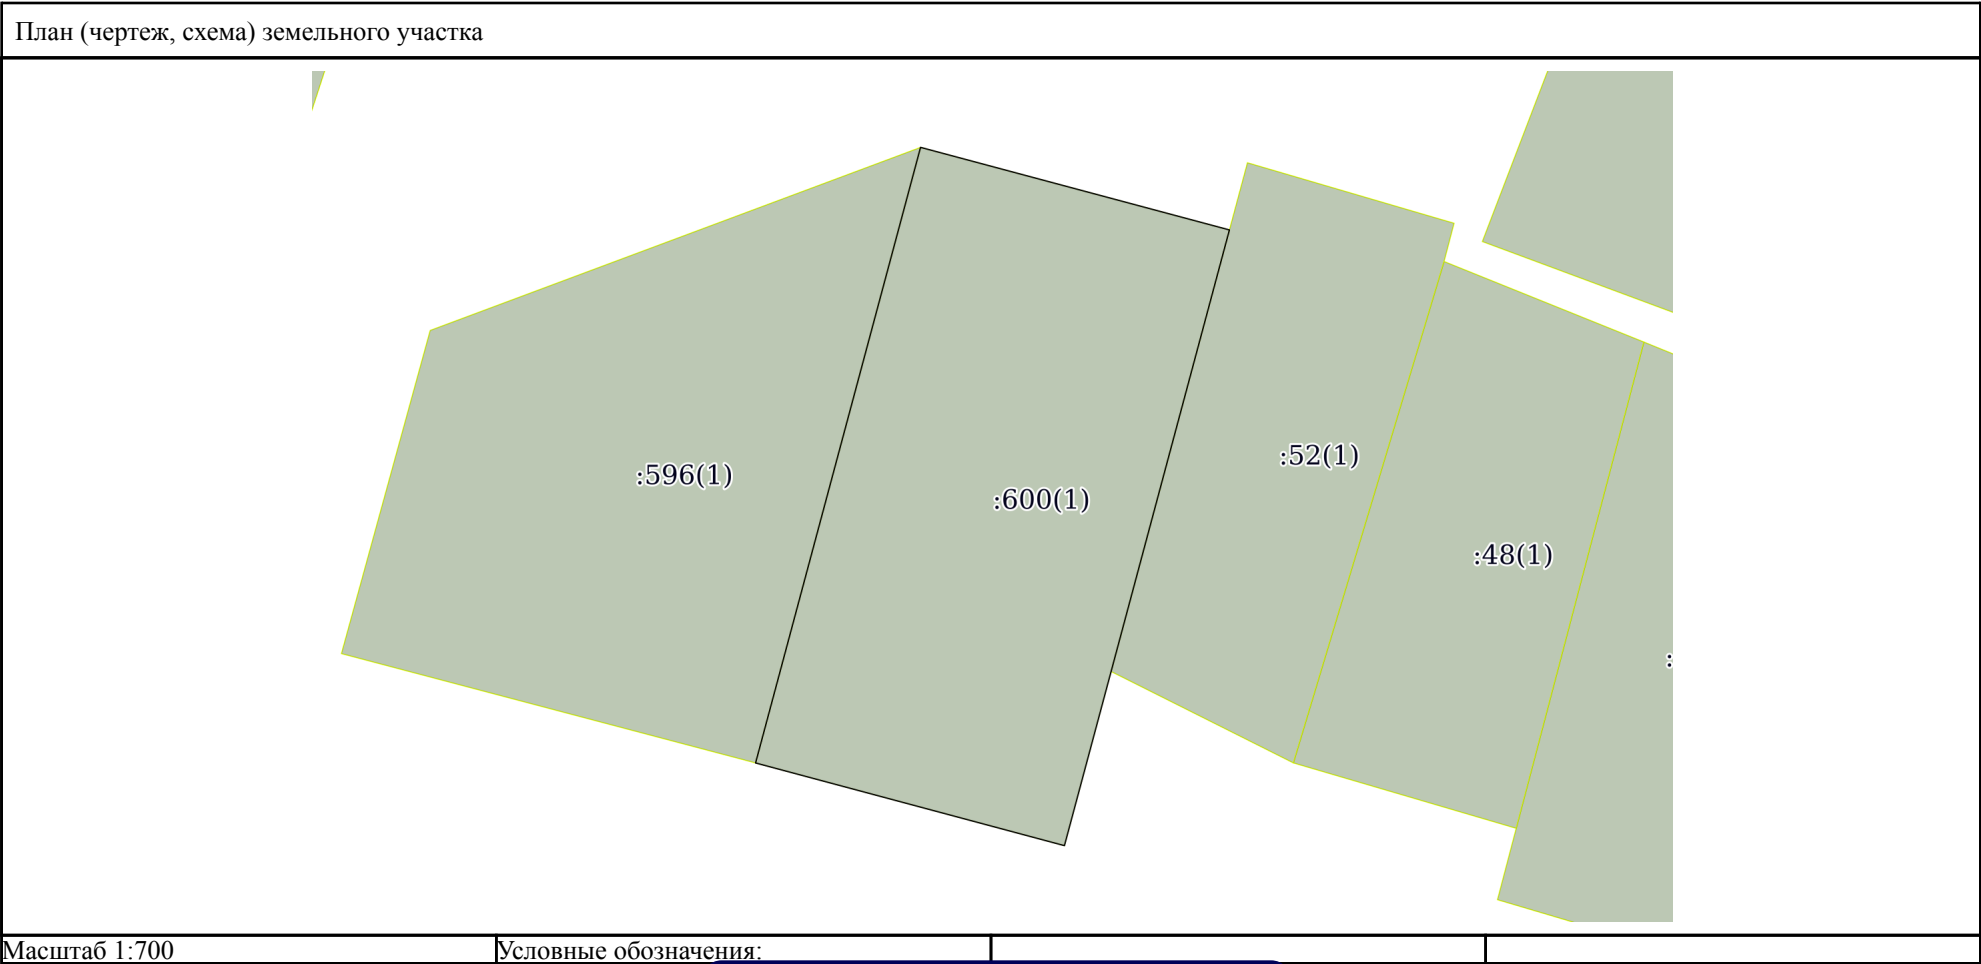 План (чертеж, схема) земельного участка
:596(1)
:600(1)
:52(1)
:48(1)
:
Масштаб 1:700
Условные обозначения: